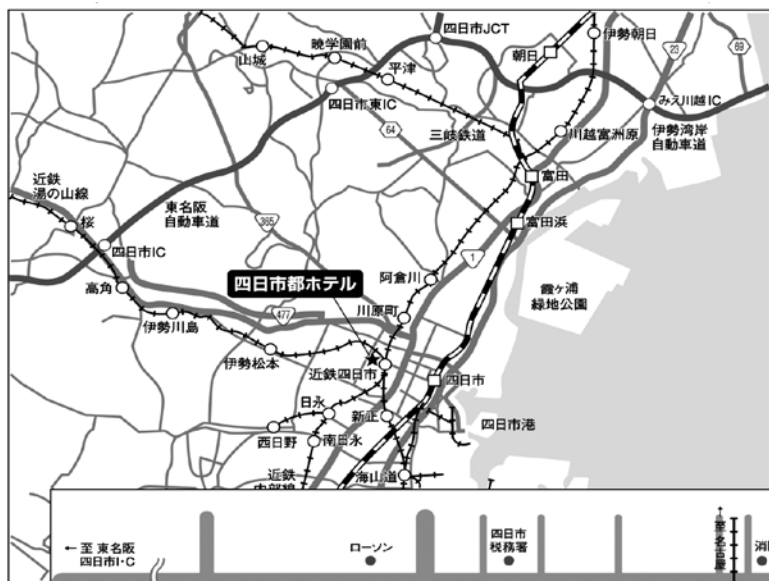 四日市JCT
伊勢朝日
朝日
23
69
暁学園前
山城
平津
四日市東IC
みえ川越IC
三岐鉄道
64
川越富洲原
伊勢湾岸
自動車道
近鉄
湯の山線
富田
東名阪
自動車道
桜
365
富田浜
四日市IC
1
阿倉川
四日市都ホテル
高角
霞ヶ浦
緑地公園
477
川原町
伊勢川島
伊勢松本
近鉄四日市
四日市
日永
新正
四日市港
西日野
南日永
海山道
近鉄
← 至 東名阪
四日市I・C
ローソン
四日市
税務署
至名古屋